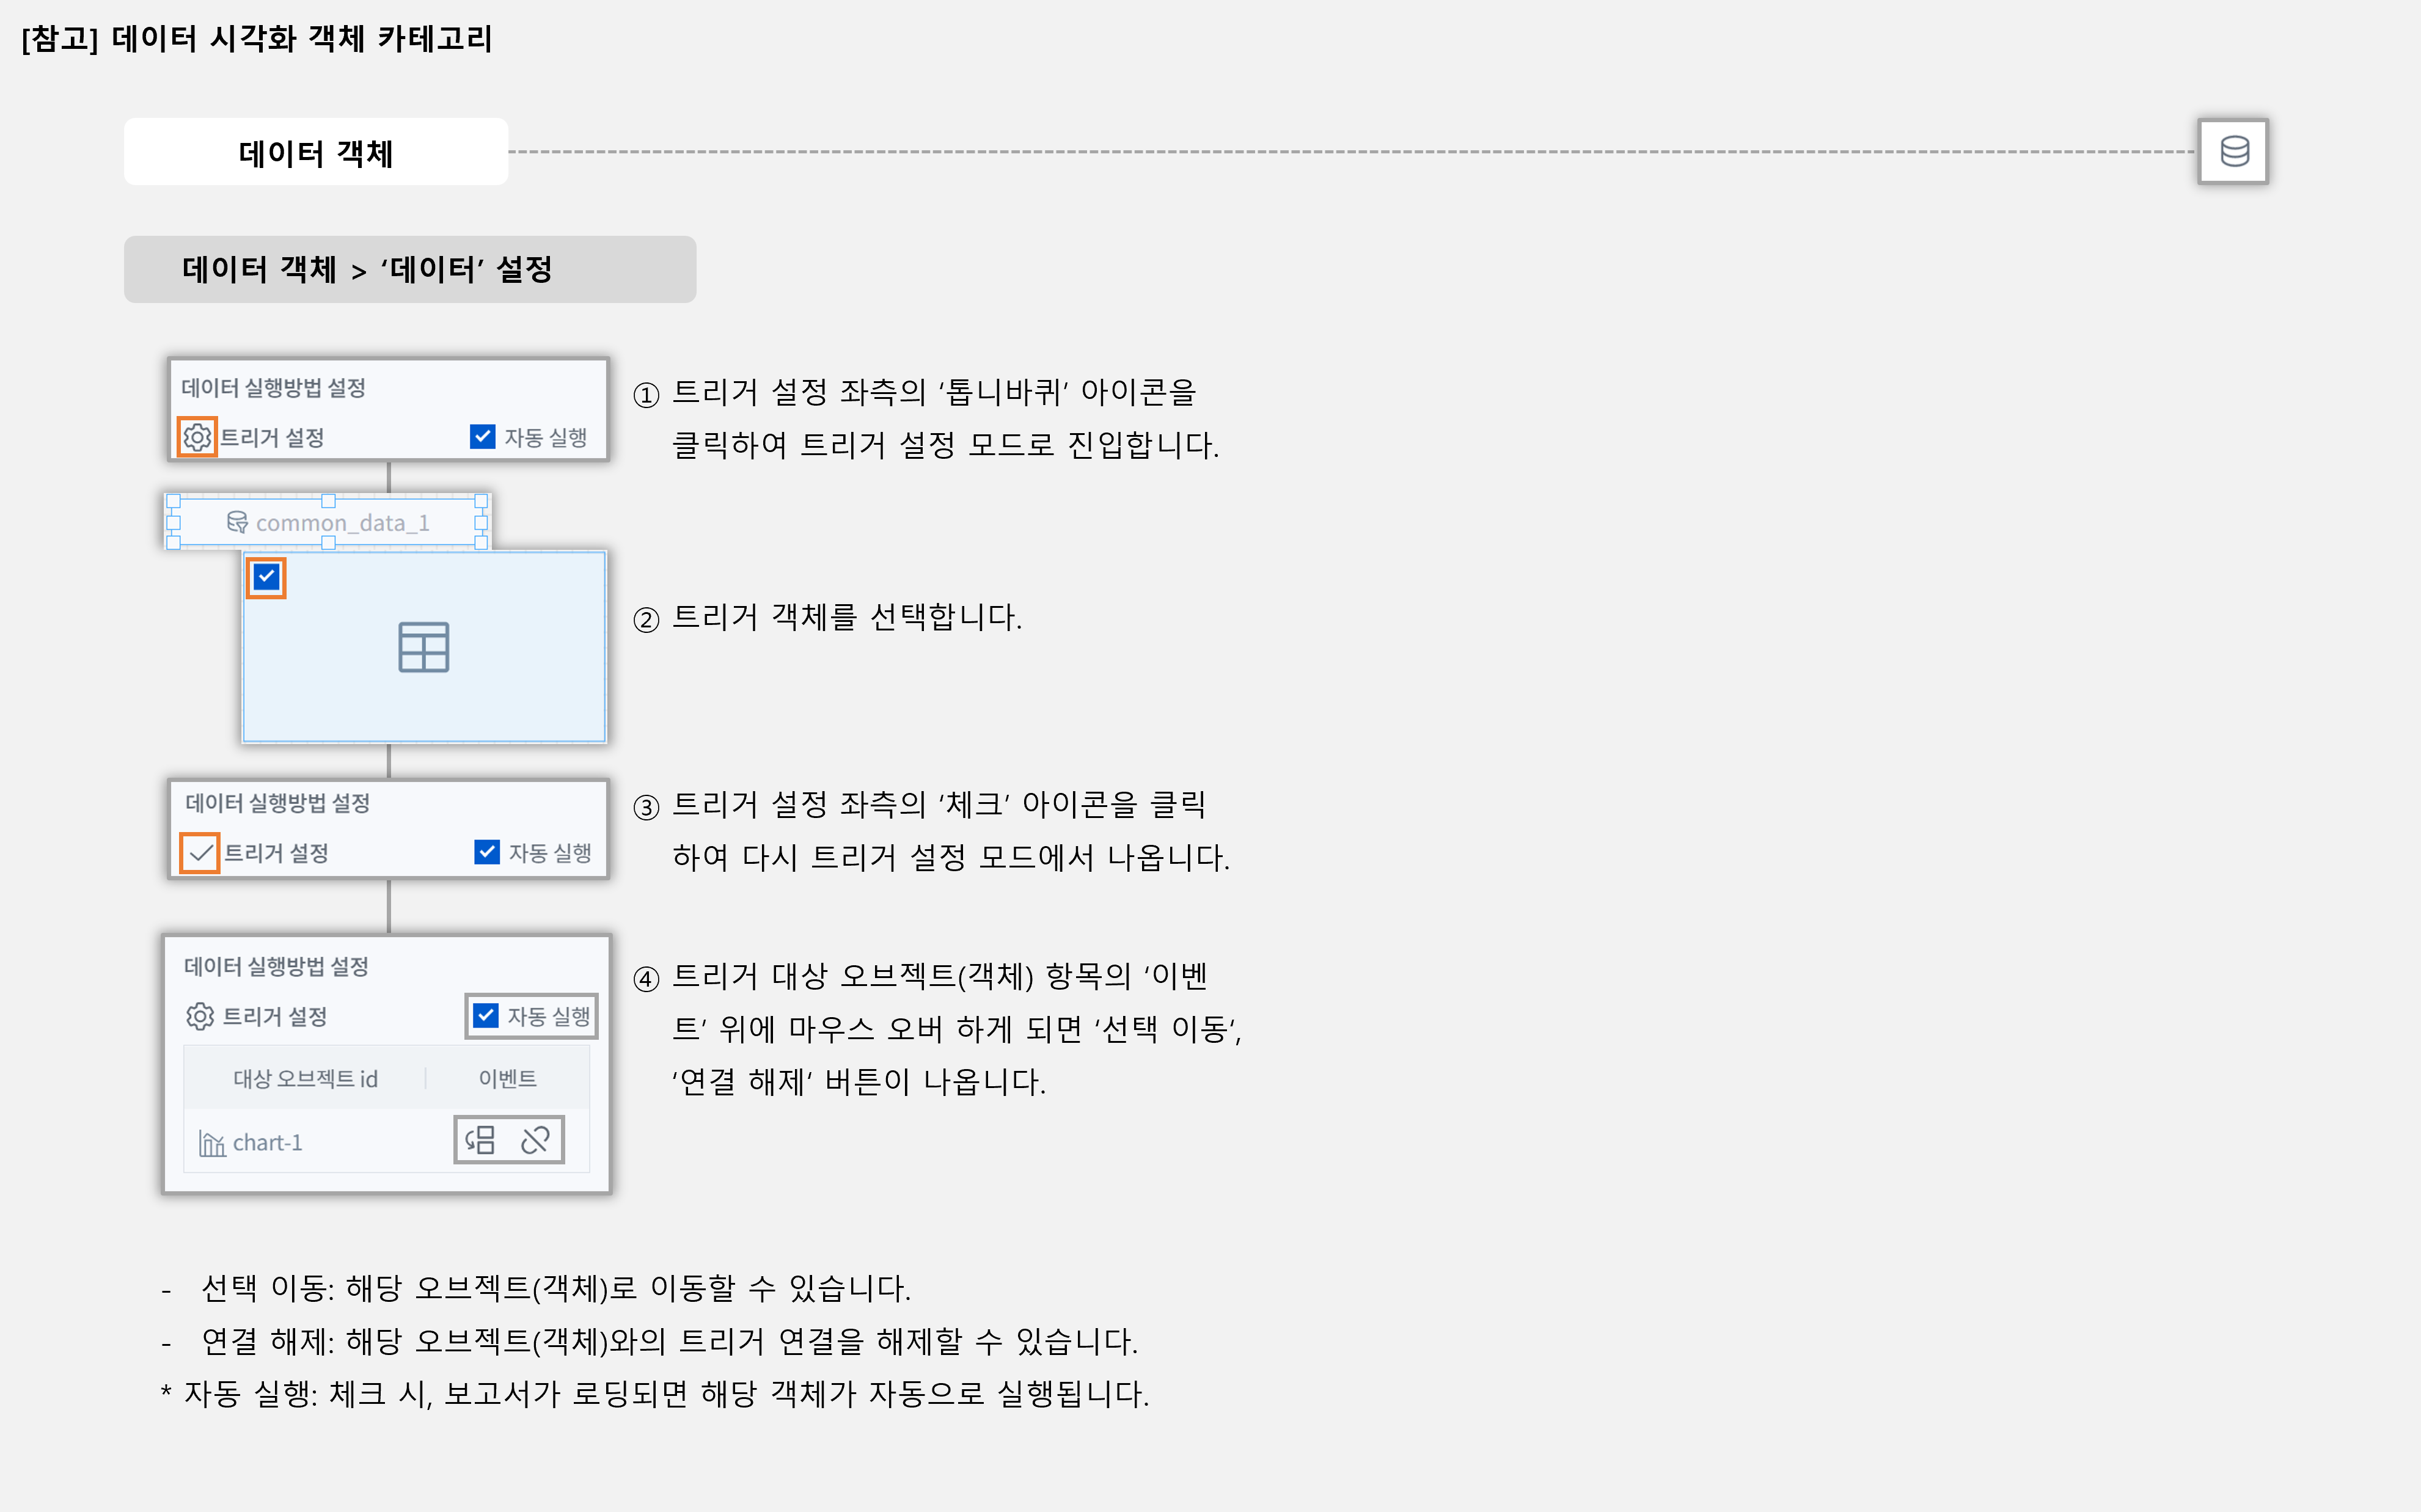 [참고] 데이터 시각화 객체 카테고리
데이터 객체
데이터 객체 > ‘데이터’ 설정
데이터 실행방법 설정
트리거 설정
자동 실행
① 트리거 설정 좌측의 ‘톱니바퀴’ 아이콘을
클릭하여 트리거 설정 모드로 진입합니다.
common_data_1
② 트리거 객체를 선택합니다.
데이터 실행방법 설정
트리거 설정
자동 실행
③ 트리거 설정 좌측의 ‘체크’ 아이콘을 클릭
하여 다시 트리거 설정 모드에서 나옵니다.
데이터 실행방법 설정
트리거 설정
자동 실행
대상 오브젝트 id
이벤트
chart-1
④ 트리거 대상 오브젝트(객체) 항목의 ‘이벤
트’ 위에 마우스 오버 하게 되면 ‘선택 이동‘,
‘연결 해제‘ 버튼이 나옵니다.
- 선택 이동: 해당 오브젝트(객체)로 이동할 수 있습니다.
- 연결 해제: 해당 오브젝트(객체)와의 트리거 연결을 해제할 수 있습니다.
* 자동 실행: 체크 시, 보고서가 로딩되면 해당 객체가 자동으로 실행됩니다.